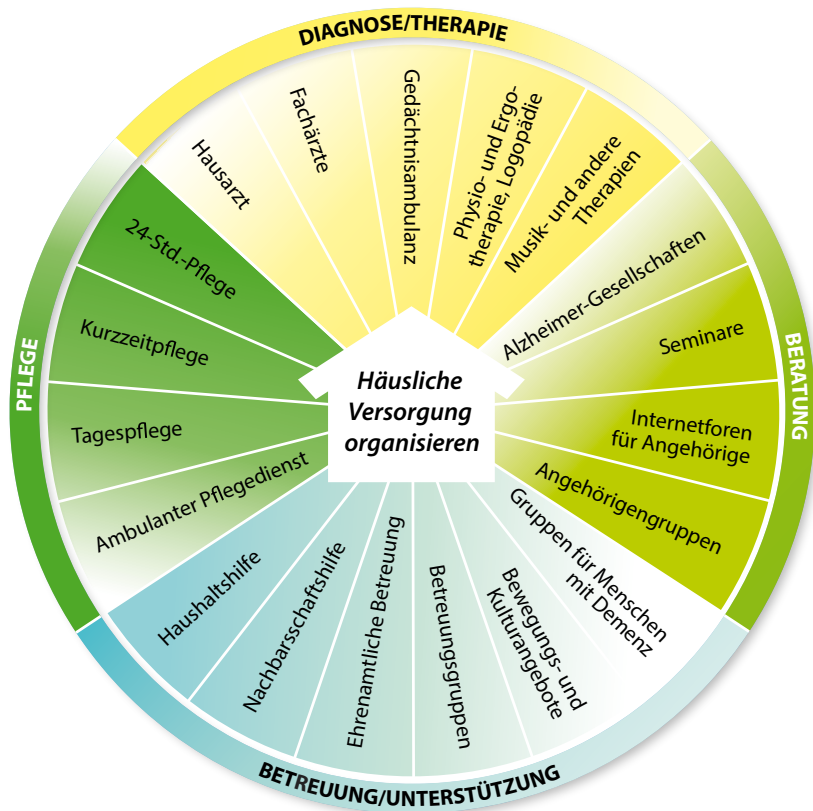 DIAGNOSE/THERAPIE
Hausarzt
Fachärzte
Gedächtnisambulanz
Physio- und Ergo-
therapie, Logopädie
Musik- und andere
Therapien
BERATUNG
Alzheimer-Gesellschaften
Seminare
Internetforen
für Angehörige
Angehörigengruppen
BETREUUNG/UNTERSTÜTZUNG
Gruppen für Menschen
mit Demenz
Bewegungs- und
Kulturangebote
Betreuungsgruppen
Ehrenamtliche Betreuung
Nachbarsschaftshilfe
Haushaltshilfe
PFLEGE
Ambulanter Pflegedienst
Tagespflege
Kurzzeitpflege
24-Std.-Pflege
Häusliche
Versorgung
organisieren